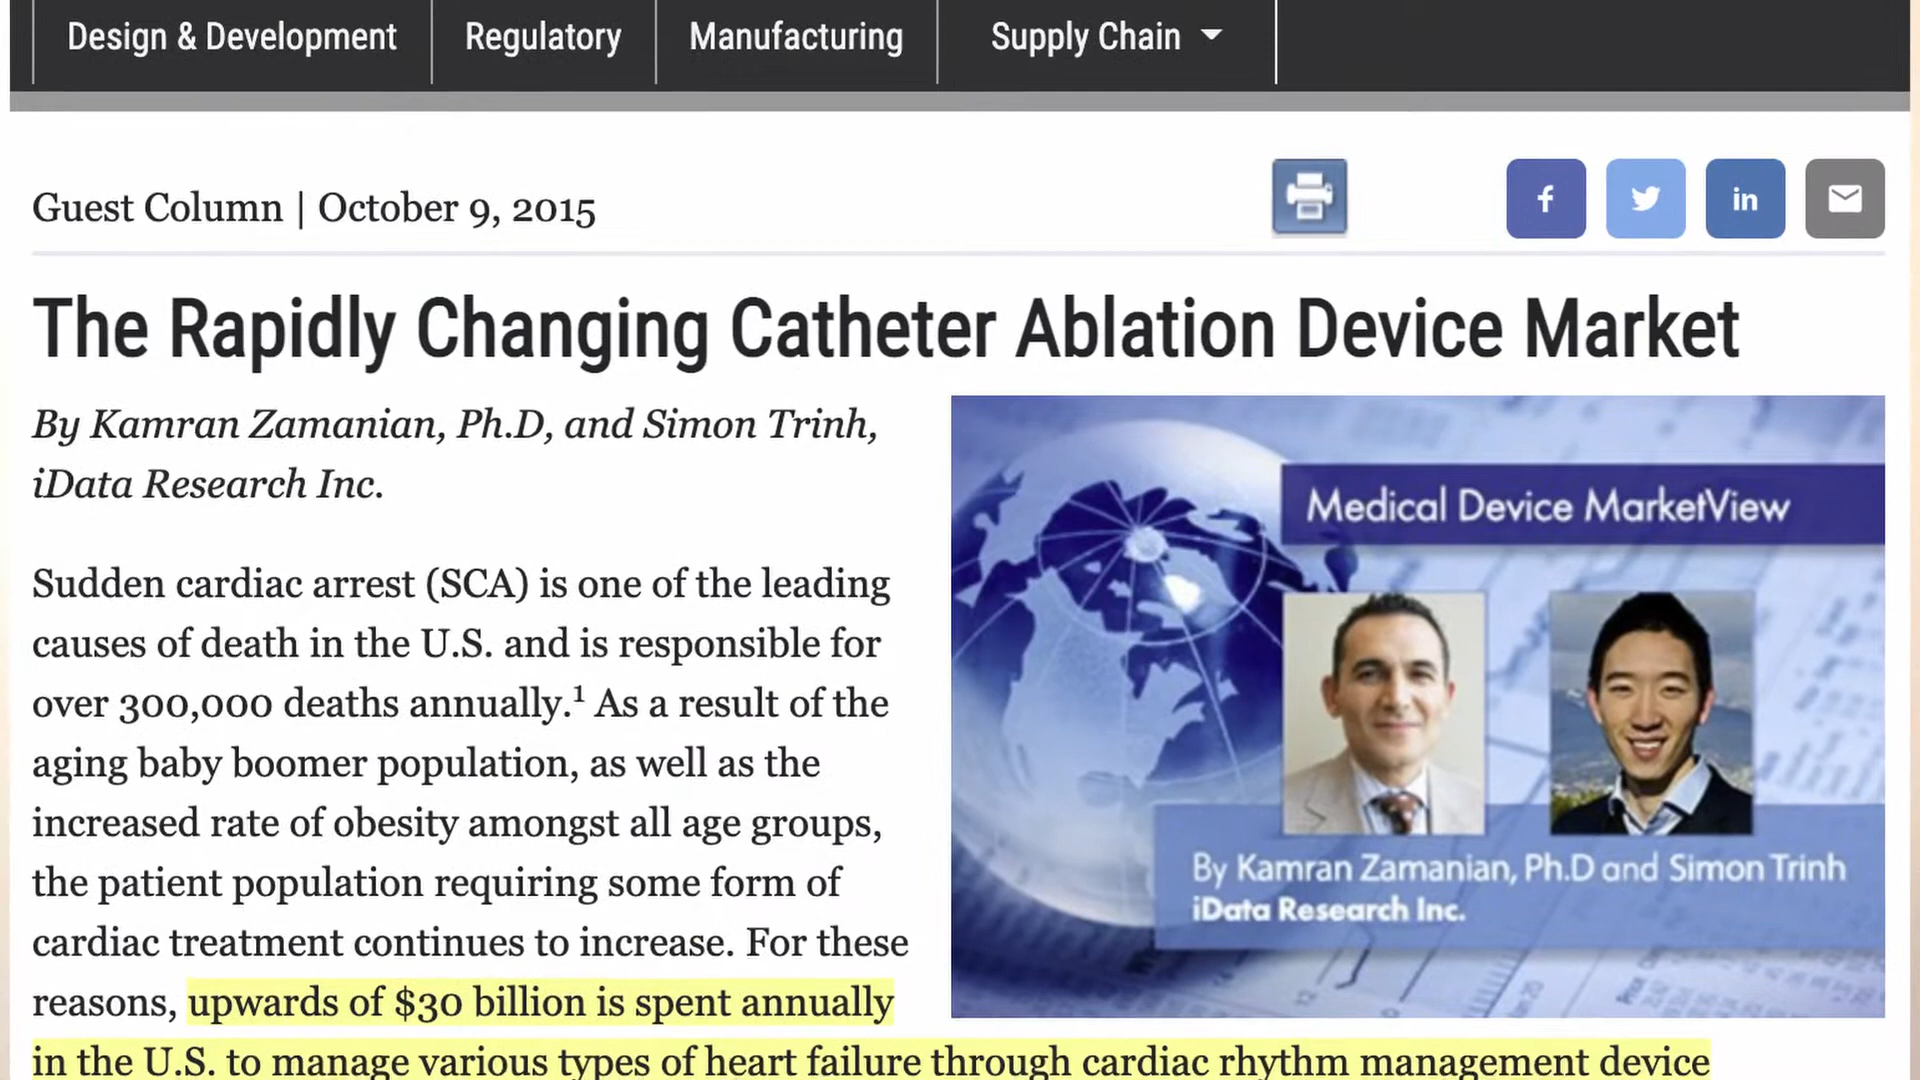 Design & Development
Regulatory
Manufacturing
Supply Chain
Guest Column | October 9, 2015
f
in
The Rapidly Changing Catheter Ablation Device Market
By Kamran Zamanian, Ph.D, and Simon Trinh,
iData Research Inc.
Sudden cardiac arrest (SCA) is one of the leading
causes of death in the U.S. and is responsible for
over 300,000 deaths annually.¹ As a result of the
aging baby boomer population, as well as the
increased rate of obesity amongst all age groups,
the patient population requiring some form of
cardiac treatment continues to increase. For these
reasons, upwards of $30 billion is spent annually
in the U.S. to manage various types of heart failure through cardiac rhythm management device
Medical Device MarketView
By Kamran Zamanian, Ph.D and Simon Trinh
iData Research Inc.